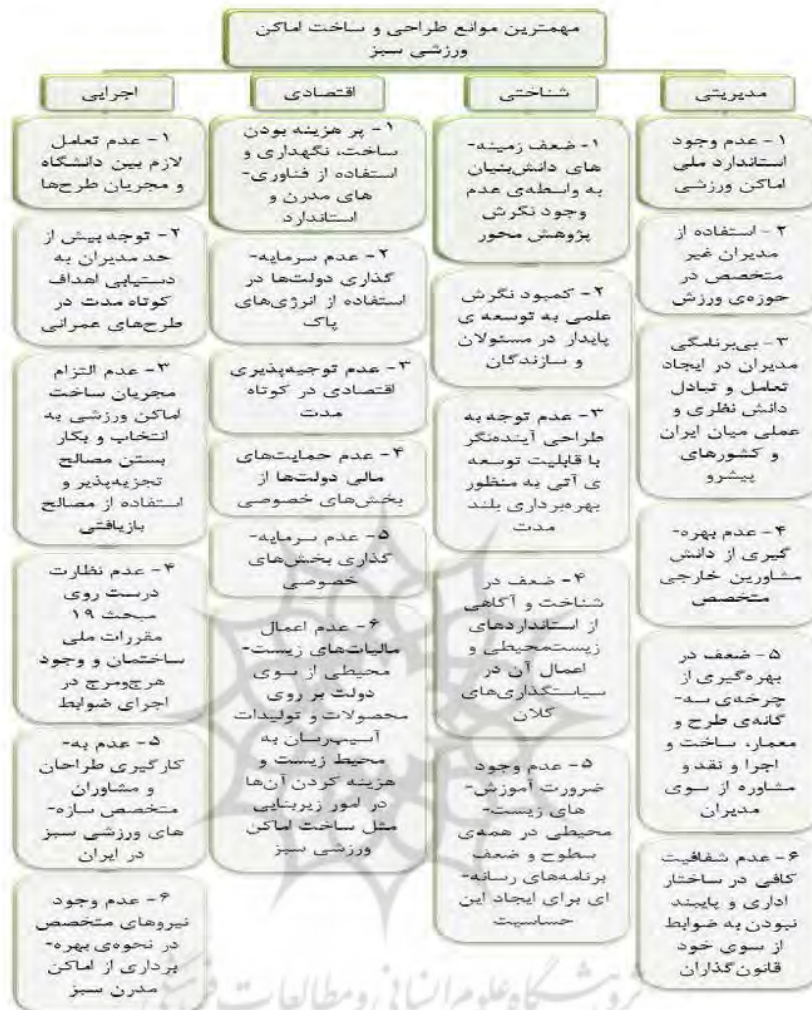 مهمترین موانع طراحی و ساخت اماکن
ورزشی سبز
مدیریتی
۱- عدم وجود
استاندارد ملی
اماکن ورزشی
۲- استفاده از
مدیران غیر
متخصص در
حوزه‌ی ورزش
۳- بی‌برنامگی
مدیران در ایجاد
تعامل و تبادل
دانش نظری و
عملی میان ایران
و کشورهای
پیشرو
۴- عدم بهره-
گیری از دانش
مشاورین خارجی
متخصص
۵- ضعف در
بهره‌گیری از
چرخه‌ی سه-
گانه‌ی طرح و
معمار، ساخت و
اجرا و نقد و
مشاوره از سوی
مدیران
۶- عدم شفافیت
کافی در ساختار
اداری و پایبند
نبودن به ضوابط
از سوی خود
قانون‌گذاران
شناختی
۱- ضعف زمینه-
های دانش‌بنیان
به واسطه‌ی عدم
وجود نگرش
پژوهش محور
۲- کمبود نگرش
علمی به توسعه ی
پایدار در مسئولان
و سازندگان
۳- عدم توجه به
طراحی آینده‌نگر
با قابلیت توسعه
ی آتی به منظور
بهره‌برداری بلند
مدت
۴- ضعف در
شناخت و آگاهی
از استانداردهای
زیست‌محیطی و
اعمال آن در
سیاستگذاری‌های
کلان
۵- عدم وجود
ضرورت آموزش-
های زیست-
محیطی در همه‌ی
سطوح و ضعف
برنامه‌های رسانه-
ای برای ایجاد این
حساسیت
اقتصادی
۱- پر هزینه بودن
ساخت، نگهداری و
استفاده از فناوری-
های مدرن و
استاندارد
۲- عدم سرمایه-
گذاری دولت‌ها در
استفاده از انرژی‌های
پاک
۳- عدم توجیه‌پذیری
اقتصادی در کوتاه
مدت
۴- عدم حمایت‌های
مالی دولت‌ها از
بخش‌های خصوصی
۵- عدم سرمایه-
گذاری بخش‌های
خصوصی
۶- عدم اعمال
مالیات‌های زیست-
محیطی از سوی
دولت بر روی
محصولات و تولیدات
آسیب‌رسان به
محیط زیست و
هزینه کردن آن‌ها
در امور زیربنایی
مثل ساخت اماکن
ورزشی سبز
اجرایی
۱- عدم تعامل
لازم بین دانشگاه
و مجریان طرح‌ها
۲- توجه بیش از
حد مدیران به
دستیابی اهداف
کوتاه مدت در
طرح‌های عمرانی
۳- عدم التزام
مجریان ساخت
اماکن ورزشی به
انتخاب و بکار
بستن مصالح
تجزیه‌پذیر و
استفاده از مصالح
بازیافتی
۴- عدم نظارت
درست روی
مبحث ۱۹
مقررات ملی
ساختمان و وجود
هرج‌ومرج در
اجرای ضوابط
۵- عدم به-
کارگیری طراحان
و مشاوران
متخصص سازه-
های ورزشی سبز
در ایران
۶- عدم وجود
نیروهای متخصص
در نحوه‌ی بهره-
برداری از اماکن
مدرن سبز
پژوهشگاه علوم انسانی و مطالعات فرهنگی